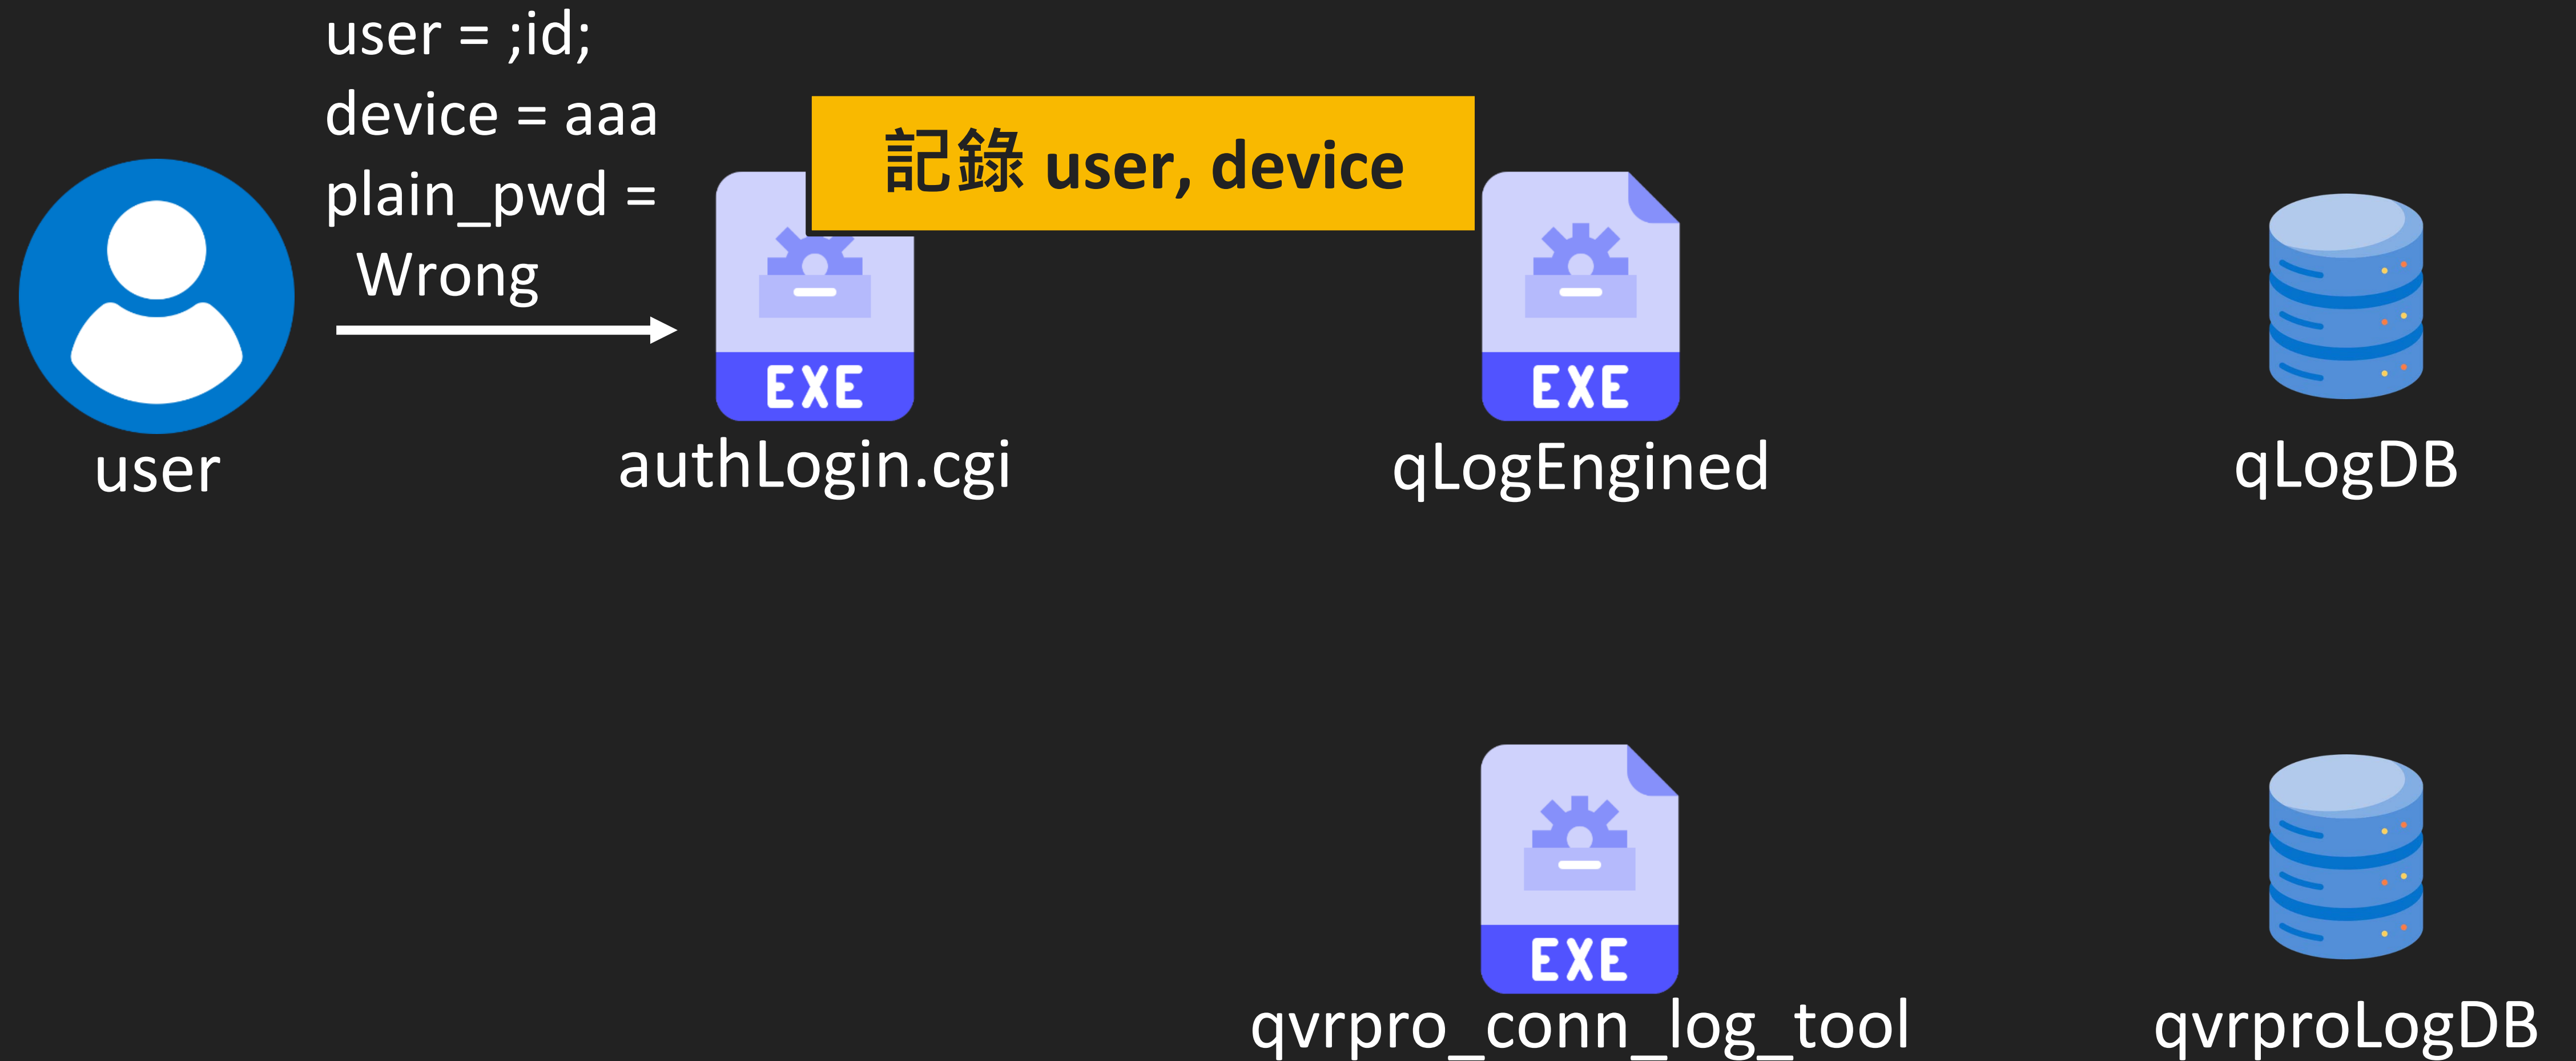 user = ;id;
device = aaa
plain_pwd =
Wrong
記錄 user, device
EXE
EXE
user
authLogin.cgi
qLogEngined
qLogDB
EXE
qvrpro_conn_log_tool
qvrproLogDB